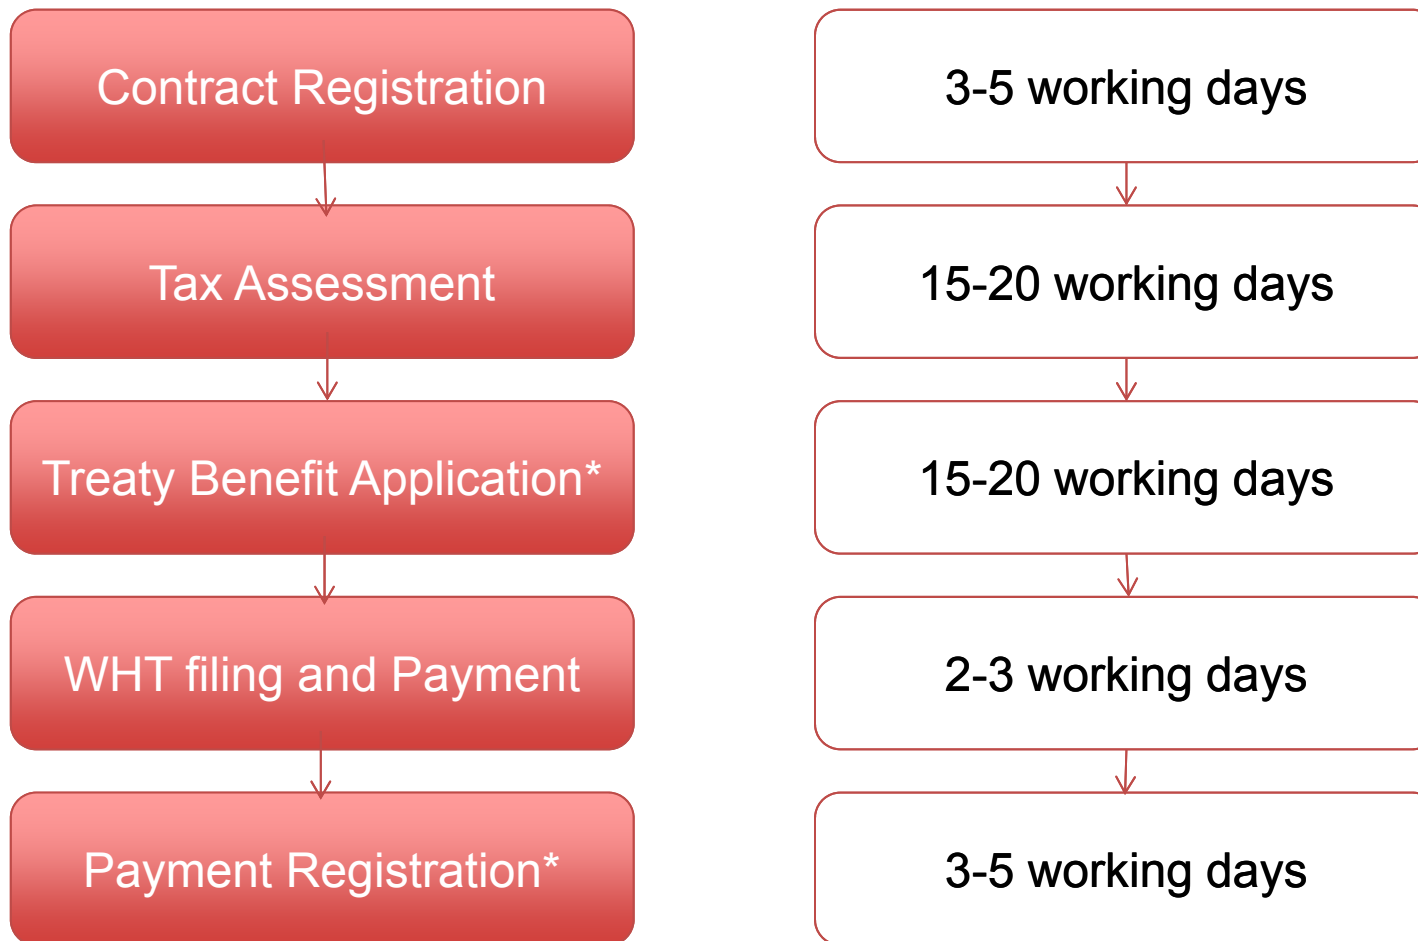 Contract Registration
3-5 working days
Tax Assessment
15-20 working days
Treaty Benefit Application*
15-20 working days
WHT filing and Payment
2-3 working days
Payment Registration*
3-5 working days